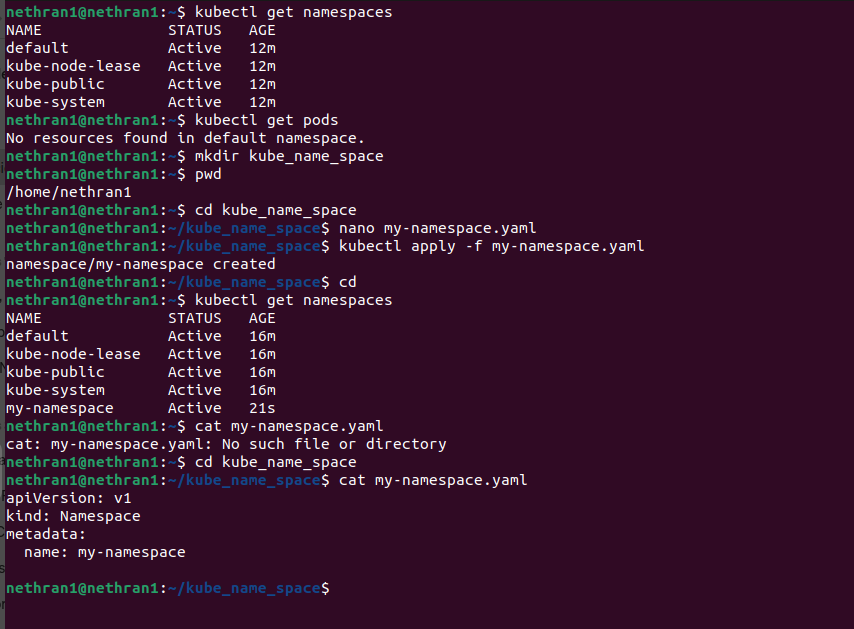 nethran1@nethran1:~$ kubectl get namespaces
NAME              STATUS   AGE
default           Active   12m
kube-node-lease   Active   12m
kube-public       Active   12m
kube-system       Active   12m
nethran1@nethran1:~$ kubectl get pods
No resources found in default namespace.
nethran1@nethran1:~$ mkdir kube_name_space
nethran1@nethran1:~$ pwd
/home/nethran1
nethran1@nethran1:~$ cd kube_name_space
nethran1@nethran1:~/kube_name_space$ nano my-namespace.yaml
nethran1@nethran1:~/kube_name_space$ kubectl apply -f my-namespace.yaml
namespace/my-namespace created
nethran1@nethran1:~/kube_name_space$ cd
nethran1@nethran1:~$ kubectl get namespaces
NAME              STATUS   AGE
default           Active   16m
kube-node-lease   Active   16m
kube-public       Active   16m
kube-system       Active   16m
my-namespace      Active   21s
nethran1@nethran1:~$ cat my-namespace.yaml
cat: my-namespace.yaml: No such file or directory
nethran1@nethran1:~$ cd kube_name_space
nethran1@nethran1:~/kube_name_space$ cat my-namespace.yaml
apiVersion: v1
kind: Namespace
metadata:
  name: my-namespace
nethran1@nethran1:~/kube_name_space$